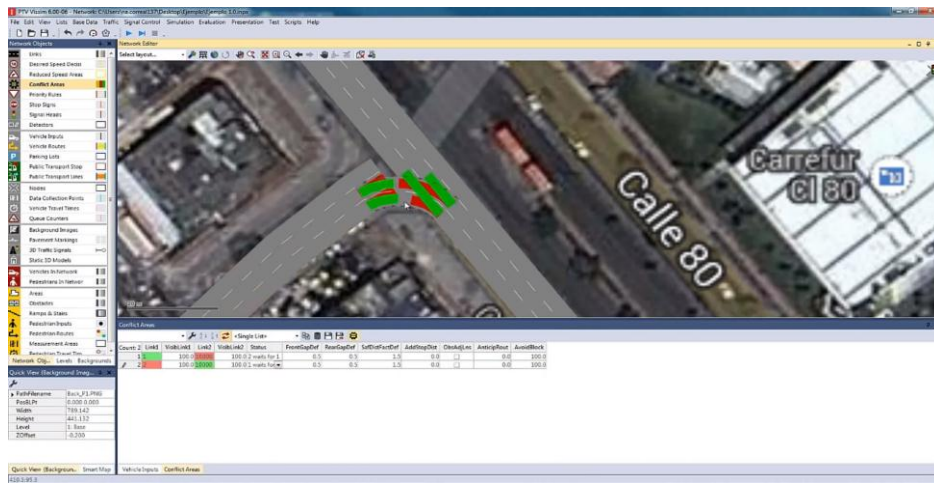 PTV Vissim 6.00-06 - Network: C:\Users\
\Desktop\Ejemplo\Ejemplo 1.0.inpx
File Edit View Lists Base Data Traffic Signal Control Simulation Evaluation Presentation Test Scripts Help
Network Objects
Network Editor
Select layout...
Links
Desired Speed Decisi
Reduced Speed Areas
Conflict Areas
Priority Rules
Stop Signs
Signal Heads
Detectors
Vehicle Inputs
Vehicle Routes
Parking Lots
Public Transport Stop
Public Transport Lines
Nodes
Data Collection Points
Vehicle Travel Times
Queue Counters
Background Images
Pavement Markings
3D Traffic Signals
Static 3D Models
Vehicles In Network
Pedestrians In Networ
Areas
Obstacles
Ramps & Stairs
Pedestrian Inputs
Pedestrian Routes
Measurement Areas
Pedestrian Travel Tim
Network Obj... Levels Backgrounds
Carrefur
Cl 80
Calle 80
Conflict Areas
<Single List>
Count: 2 Link1 VisibLink1 Link2 VisibLink2 Status FrontGapDef RearGapDef SafDistFactDef AddStopDist ObsAdjLns AnticipRout AvoidBlock
1 1 100.0 10000 100.0 2 waits for 1 0.5 0.5 1.5 0.0 0.0 100.0
2 2 100.0 10000 100.0 1 waits for 0.5 0.5 1.5 0.0 0.0 100.0
Quick View (Background Imag...
PathFilename Back_P1.PNG
PosBLPt 0.000 0.000
Width 789.142
Height 445.132
Level 1: Base
ZOffset -0.200
Quick View (Backgroun... Smart Map
Vehicle Inputs Conflict Areas